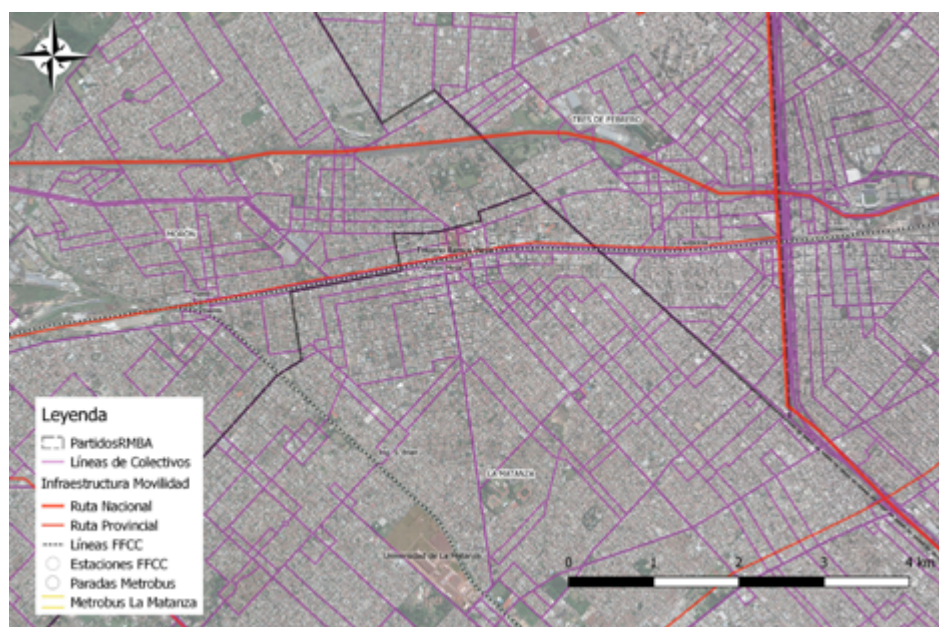 TRES DE FEBRERO
MORÓN
LA MATANZA
Universidad de La Matanza
Leyenda
PartidosRMBA
Líneas de Colectivos
Infraestructura Movilidad
Ruta Nacional
Ruta Provincial
Líneas FFCC
Estaciones FFCC
Paradas Metrobus
Metrobus La Matanza
0 1 2 3 4 km